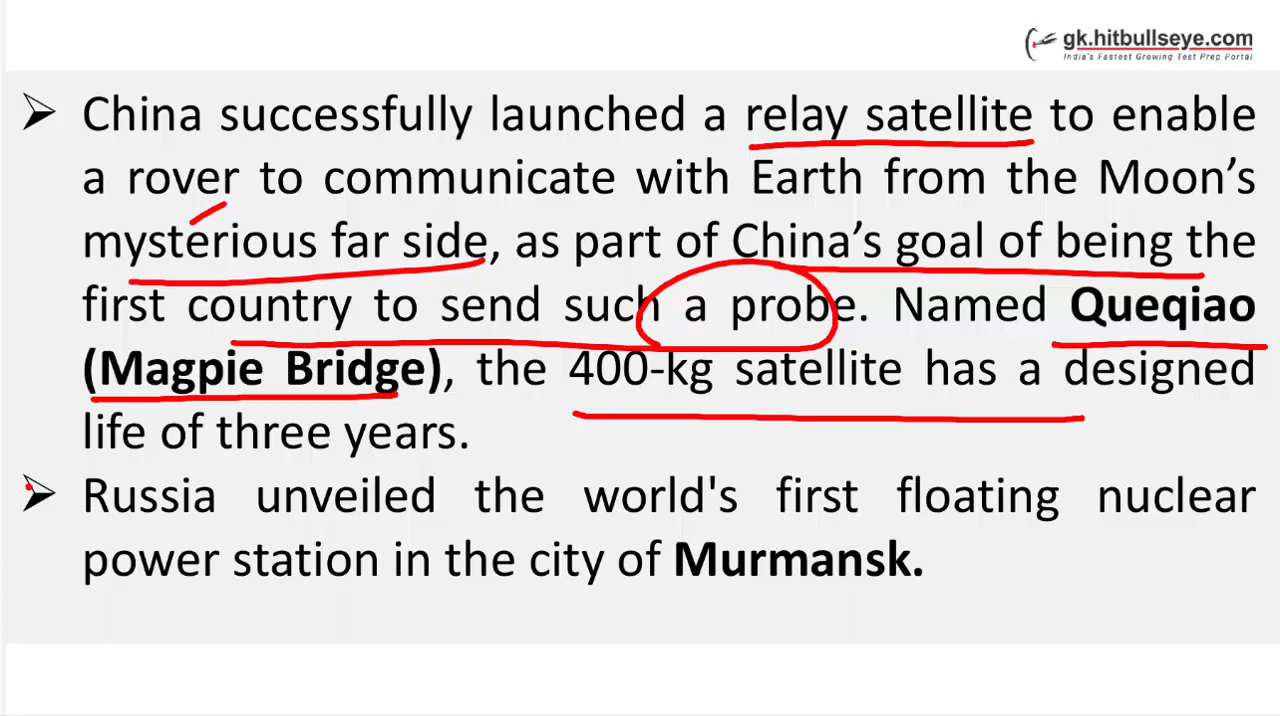 gk.hitbullseye.com
India's Fastest Growing Test Prep Portal
China successfully launched a relay satellite to enable
a rover to communicate with Earth from the Moon's
mysterious far side, as part of China's goal of being the
first country to send such a probe. Named Queqiao
(Magpie Bridge), the 400-kg satellite has a designed
life of three years.
Russia unveiled the world's first floating nuclear
power station in the city of Murmansk.